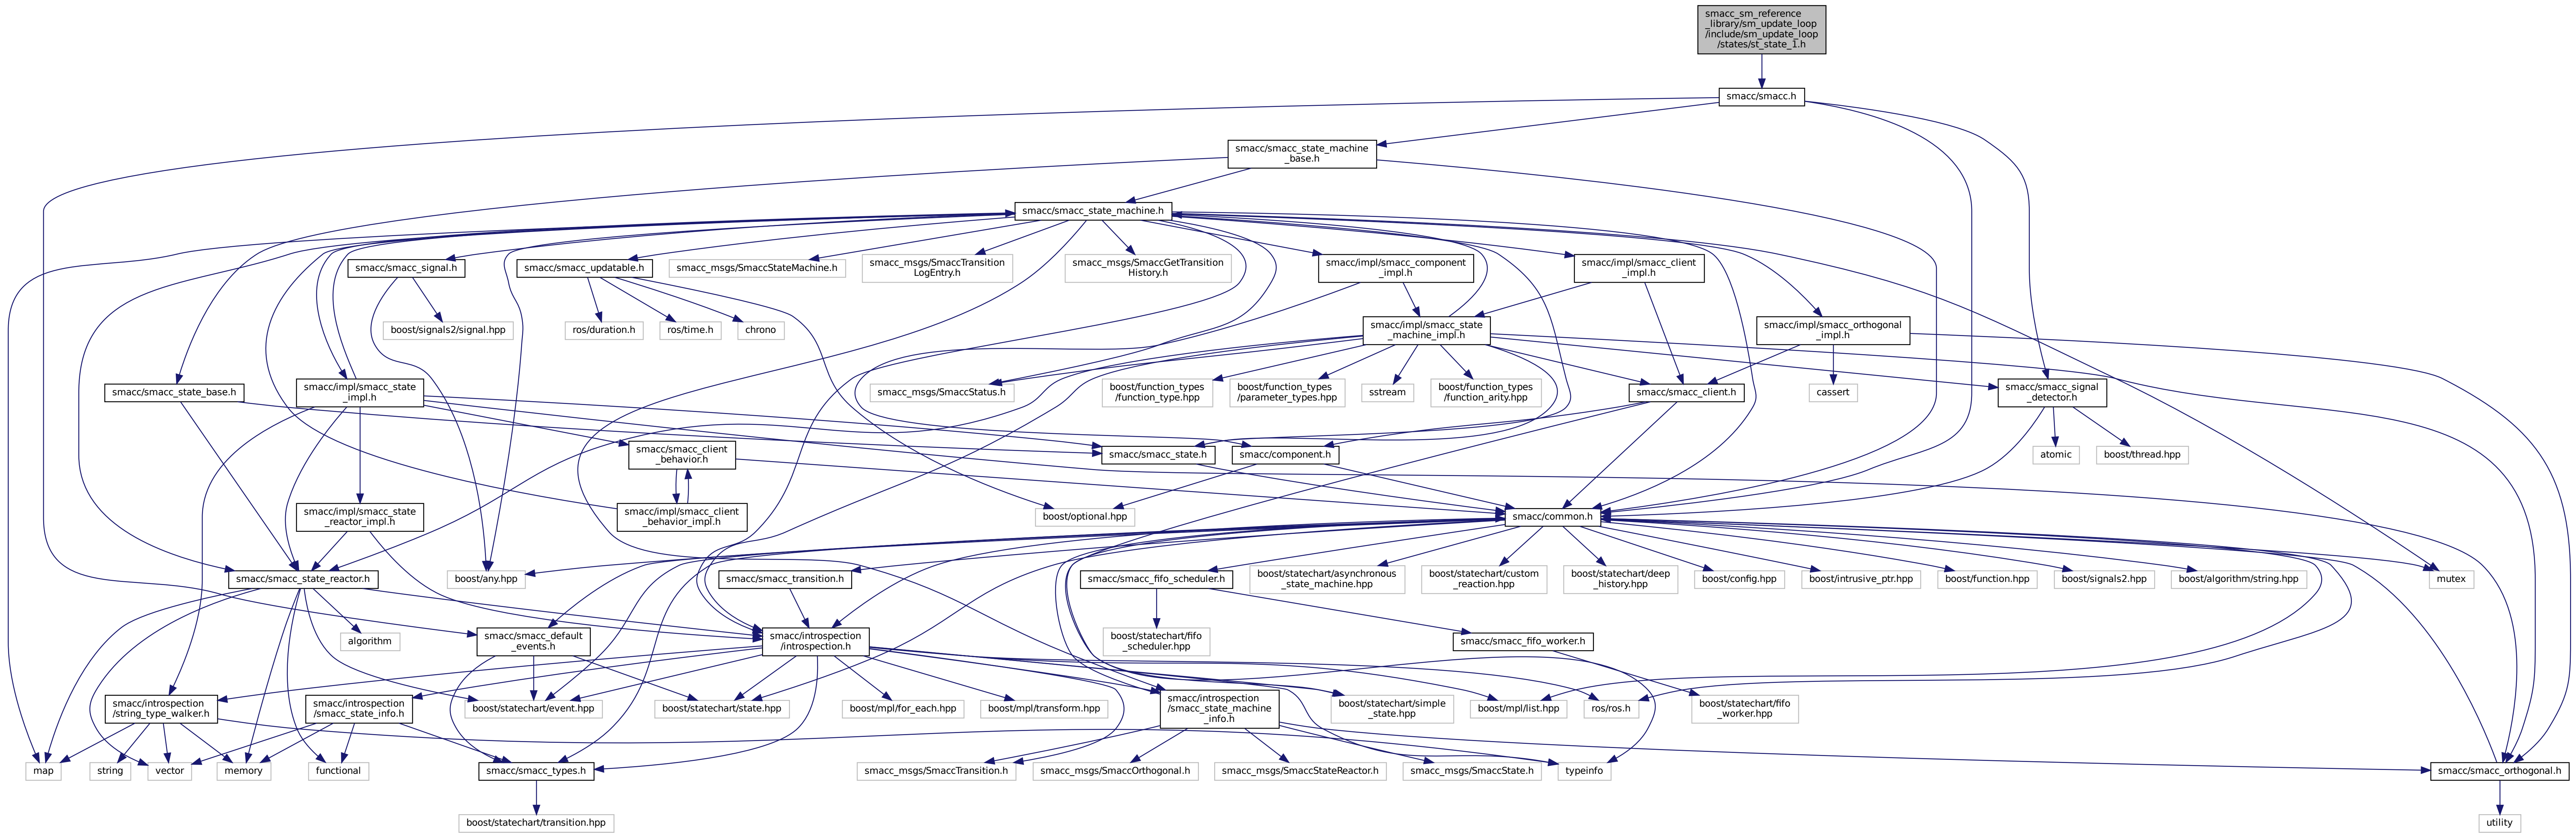 smacc_sm_reference
_library/sm_update_loop
/include/sm_update_loop
/states/st_state_1.h
smacc/smacc.h
smacc/smacc_state_machine
_base.h
smacc/smacc_state_machine.h
smacc/smacc_signal.h
smacc/smacc_updatable.h
smacc_msgs/SmaccStateMachine.h
smacc_msgs/SmaccTransition
LogEntry.h
smacc_msgs/SmaccGetTransition
History.h
smacc/impl/smacc_component
_impl.h
smacc/impl/smacc_client
_impl.h
boost/signals2/signal.hpp
ros/duration.h
ros/time.h
chrono
smacc/impl/smacc_state
_machine_impl.h
smacc/impl/smacc_orthogonal
_impl.h
smacc/smacc_state_base.h
smacc/impl/smacc_state
_impl.h
smacc_msgs/SmaccStatus.h
boost/function_types
/function_type.hpp
boost/function_types
/parameter_types.hpp
sstream
boost/function_types
/function_arity.hpp
smacc/smacc_client.h
cassert
smacc/smacc_signal
_detector.h
smacc/smacc_client
_behavior.h
smacc/smacc_state.h
smacc/component.h
atomic
boost/thread.hpp
smacc/impl/smacc_state
_reactor_impl.h
smacc/impl/smacc_client
_behavior_impl.h
boost/optional.hpp
smacc/common.h
smacc/smacc_state_reactor.h
boost/any.hpp
smacc/smacc_transition.h
smacc/smacc_fifo_scheduler.h
boost/statechart/asynchronous
_state_machine.hpp
boost/statechart/custom
_reaction.hpp
boost/statechart/deep
_history.hpp
boost/config.hpp
boost/intrusive_ptr.hpp
boost/function.hpp
boost/signals2.hpp
boost/algorithm/string.hpp
mutex
algorithm
smacc/smacc_default
_events.h
smacc/introspection
/introspection.h
boost/statechart/fifo
_scheduler.hpp
smacc/smacc_fifo_worker.h
smacc/introspection
/string_type_walker.h
smacc/introspection
/smacc_state_info.h
boost/statechart/event.hpp
boost/statechart/state.hpp
boost/mpl/for_each.hpp
boost/mpl/transform.hpp
smacc/introspection
/smacc_state_machine
_info.h
boost/statechart/simple
_state.hpp
boost/mpl/list.hpp
ros/ros.h
boost/statechart/fifo
_worker.hpp
map
string
vector
memory
functional
smacc/smacc_types.h
smacc_msgs/SmaccTransition.h
smacc_msgs/SmaccOrthogonal.h
smacc_msgs/SmaccStateReactor.h
smacc_msgs/SmaccState.h
typeinfo
smacc/smacc_orthogonal.h
boost/statechart/transition.hpp
utility